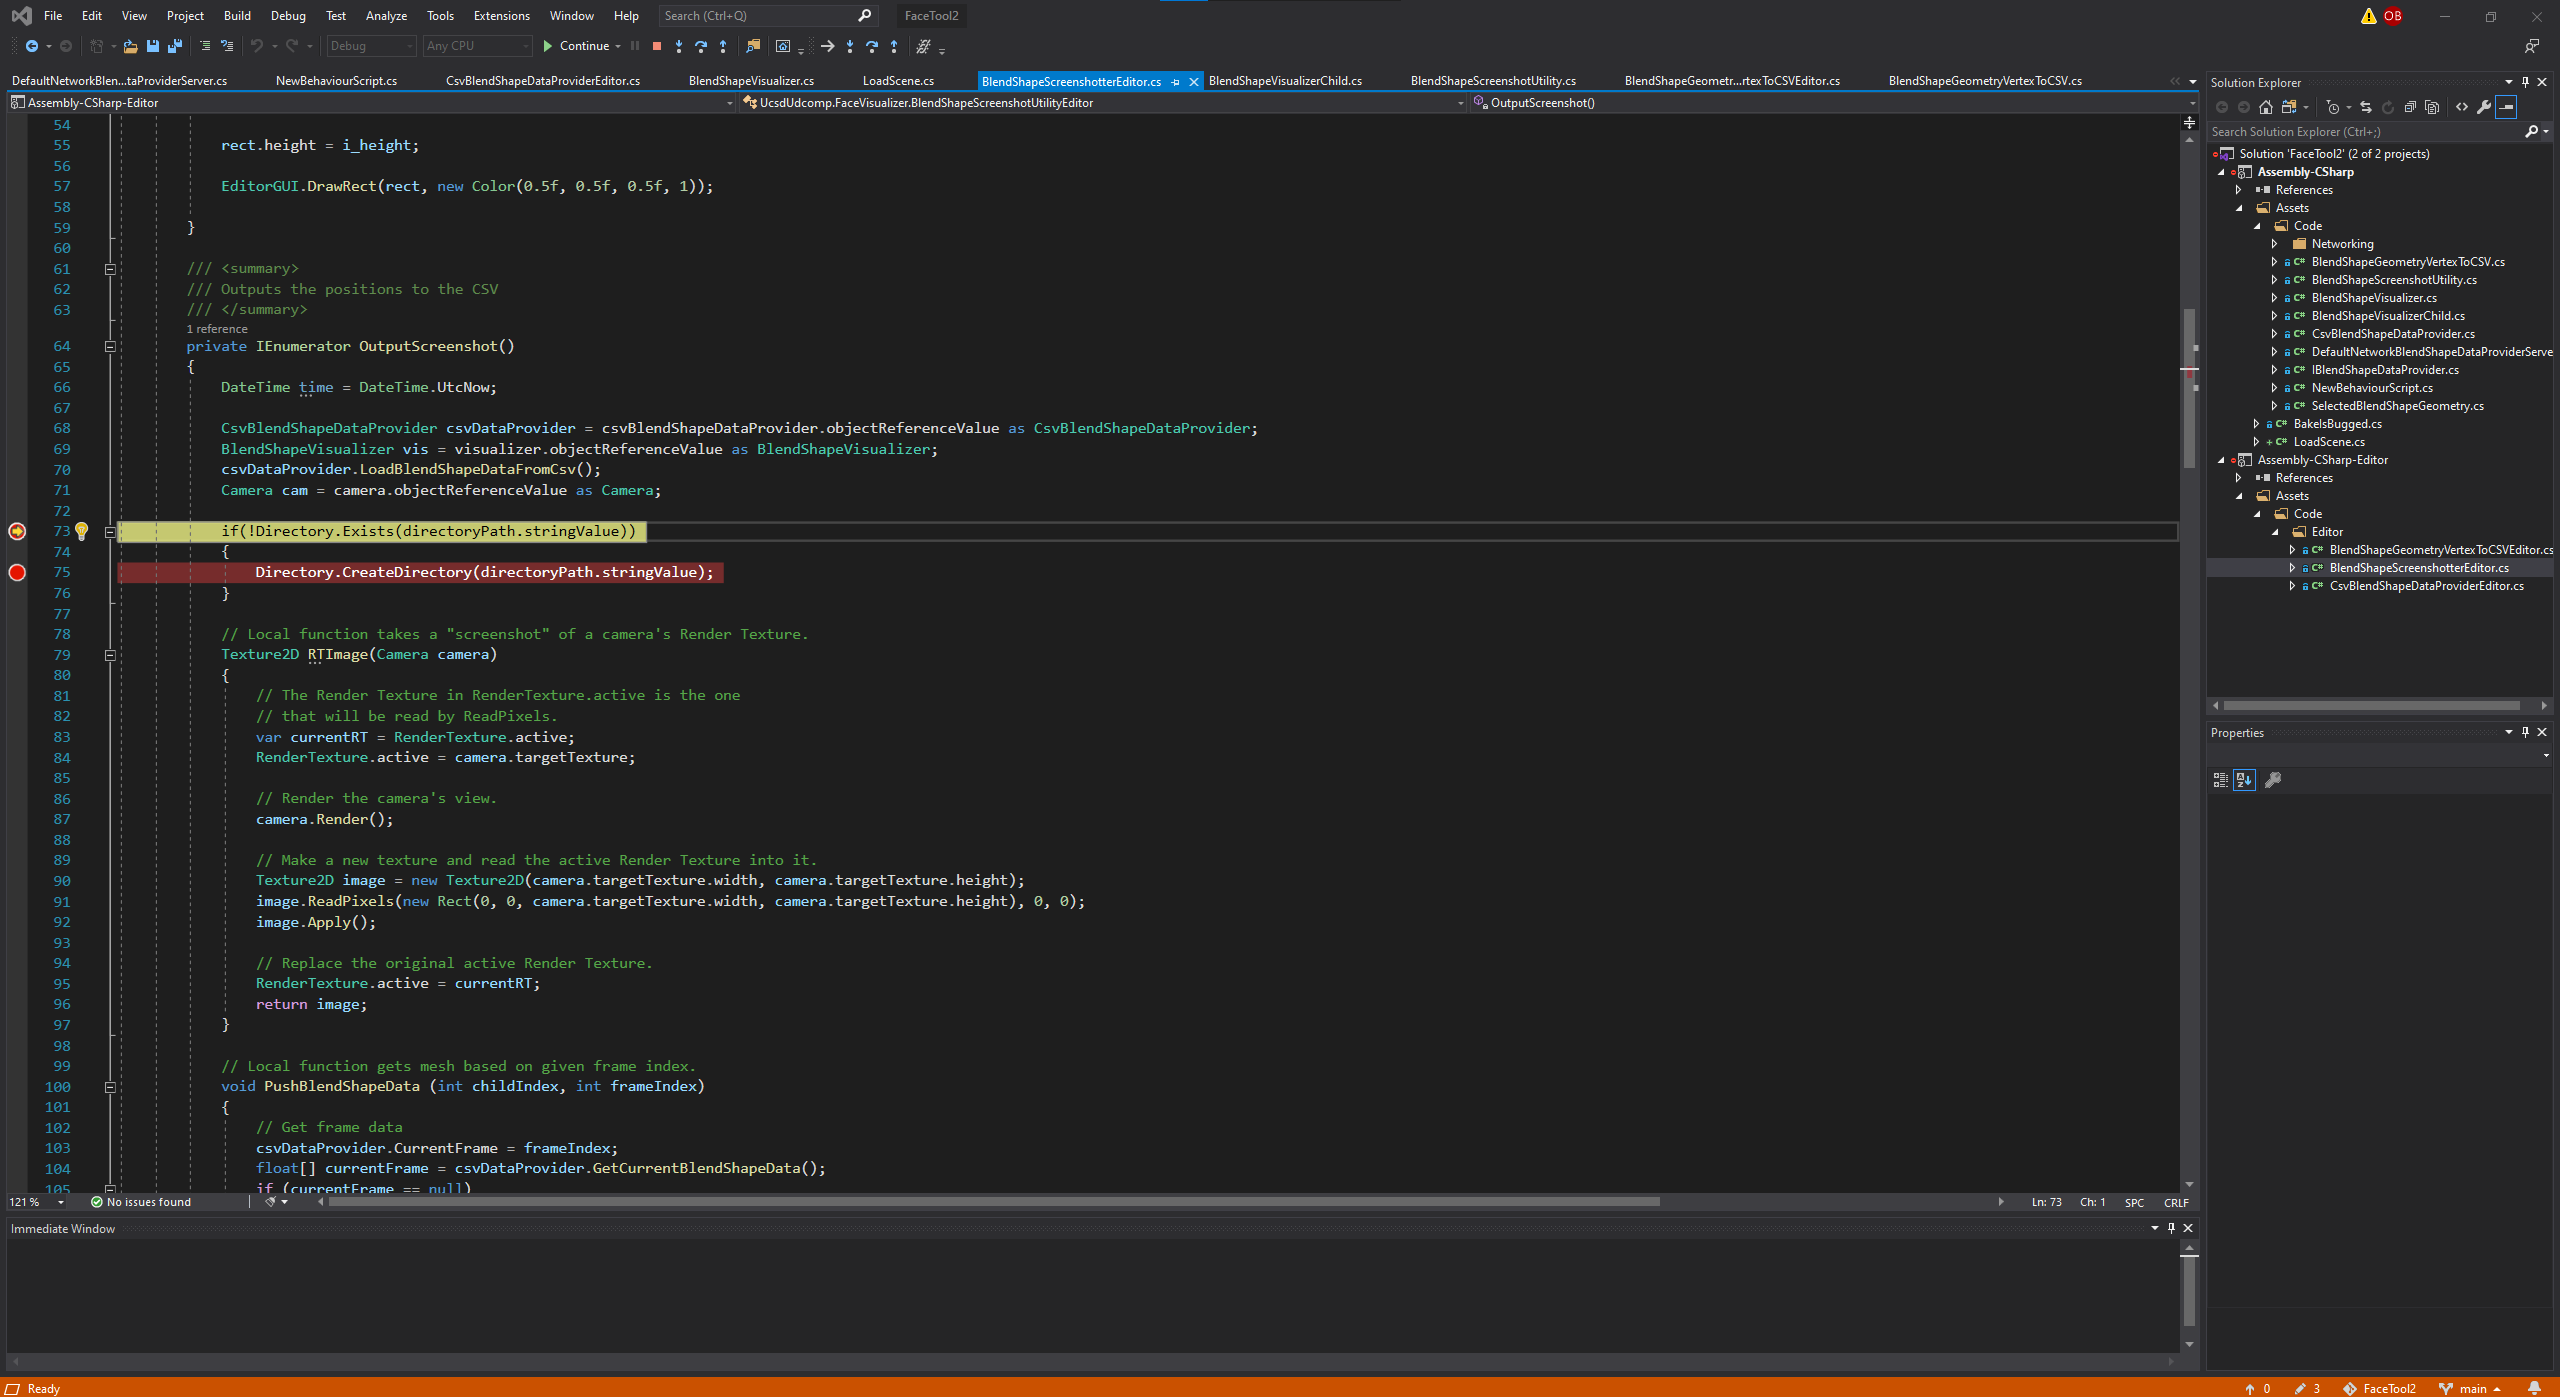 File Edit View Project Build Debug Test Analyze Tools Extensions Window Help Search (Ctrl+Q) FaceTool2 OB
Debug Any CPU Continue
DefaultNetworkBlen...taProviderServer.cs NewBehaviourScript.cs CsvBlendShapeDataProviderEditor.cs BlendShapeVisualizer.cs LoadScene.cs BlendShapeScreenshotterEditor.cs BlendShapeVisualizerChild.cs BlendShapeScreenshotUtility.cs BlendShapeGeometr...rtexToCSVEditor.cs BlendShapeGeometryVertexToCSV.cs
Assembly-CSharp-Editor UcsdUdcomp.FaceVisualizer.BlendShapeScreenshotUtilityEditor OutputScreenshot()
54
55 rect.height = i_height;
56
57 EditorGUI.DrawRect(rect, new Color(0.5f, 0.5f, 0.5f, 1));
58
59 }
60
61 /// <summary>
62 /// Outputs the positions to the CSV
63 /// </summary>
1 reference
64 private IEnumerator OutputScreenshot()
65 {
66 DateTime time = DateTime.UtcNow;
67
68 CsvBlendShapeDataProvider csvDataProvider = csvBlendShapeDataProvider.objectReferenceValue as CsvBlendShapeDataProvider;
69 BlendShapeVisualizer vis = visualizer.objectReferenceValue as BlendShapeVisualizer;
70 csvDataProvider.LoadBlendShapeDataFromCsv();
71 Camera cam = camera.objectReferenceValue as Camera;
72
73 if(!Directory.Exists(directoryPath.stringValue))
74 {
75 Directory.CreateDirectory(directoryPath.stringValue);
76 }
77
78 // Local function takes a "screenshot" of a camera's Render Texture.
79 Texture2D RTImage(Camera camera)
80 {
81 // The Render Texture in RenderTexture.active is the one
82 // that will be read by ReadPixels.
83 var currentRT = RenderTexture.active;
84 RenderTexture.active = camera.targetTexture;
85
86 // Render the camera's view.
87 camera.Render();
88
89 // Make a new texture and read the active Render Texture into it.
90 Texture2D image = new Texture2D(camera.targetTexture.width, camera.targetTexture.height);
91 image.ReadPixels(new Rect(0, 0, camera.targetTexture.width, camera.targetTexture.height), 0, 0);
92 image.Apply();
93
94 // Replace the original active Render Texture.
95 RenderTexture.active = currentRT;
96 return image;
97 }
98
99 // Local function gets mesh based on given frame index.
100 void PushBlendShapeData (int childIndex, int frameIndex)
101 {
102 // Get frame data
103 csvDataProvider.CurrentFrame = frameIndex;
104 float[] currentFrame = csvDataProvider.GetCurrentBlendShapeData();
105 if (currentFrame == null)
121 % No issues found Ln: 73 Ch: 1 SPC CRLF
Immediate Window
Solution Explorer
Search Solution Explorer (Ctrl+;)
Solution 'FaceTool2' (2 of 2 projects)
Assembly-CSharp
References
Assets
Code
Networking
C# BlendShapeGeometryVertexToCSV.cs
C# BlendShapeScreenshotUtility.cs
C# BlendShapeVisualizer.cs
C# BlendShapeVisualizerChild.cs
C# CsvBlendShapeDataProvider.cs
C# DefaultNetworkBlendShapeDataProviderServe
C# IBlendShapeDataProvider.cs
C# NewBehaviourScript.cs
C# SelectedBlendShapeGeometry.cs
C# BakeIsBugged.cs
+ C# LoadScene.cs
Assembly-CSharp-Editor
References
Assets
Code
Editor
C# BlendShapeGeometryVertexToCSVEditor.cs
C# BlendShapeScreenshotterEditor.cs
C# CsvBlendShapeDataProviderEditor.cs
Properties
Ready 0 3 FaceTool2 main